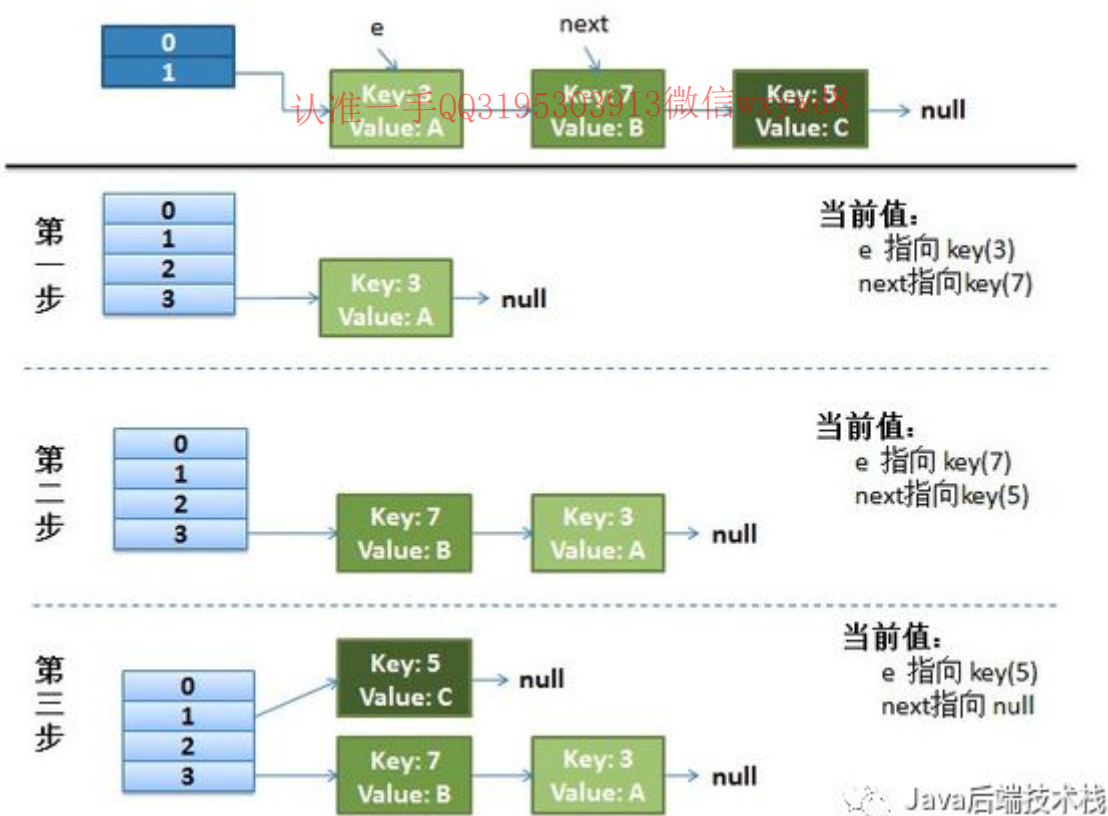 e
next
0
1
Key: 3
Value: A
Key: 7
Value: B
Key: 5
Value: C
null
认准一手QQ3195303913微信
第一步
0
1
2
3
Key: 3
Value: A
null
当前值：
e 指向 key(3)
next指向key(7)
第二步
0
1
2
3
Key: 7
Value: B
Key: 3
Value: A
null
当前值：
e 指向 key(7)
next指向key(5)
第三步
0
1
2
3
Key: 5
Value: C
null
Key: 7
Value: B
Key: 3
Value: A
null
当前值：
e 指向 key(5)
next指向 null
Java后端技术栈